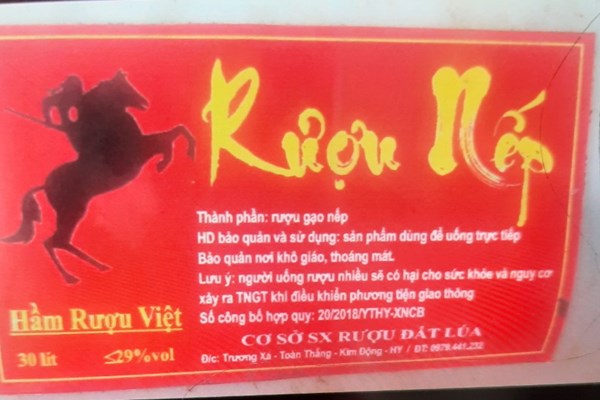 Rượu Nếp
Thành phần: rượu gạo nếp
HD bảo quản và sử dụng: sản phẩm dùng để uống trực tiếp
Bảo quản nơi khô giáo, thoáng mát.
Lưu ý: người uống rượu nhiều sẽ có hại cho sức khỏe và nguy cơ
xảy ra TNGT khi điều khiển phương tiện giao thông
Số công bố hợp quy: 20/2018/YTHY-XNCB
Hầm Rượu Việt
30 lít ≤29%vol
CƠ SỞ SX RƯỢU ĐẤT LÚA
Đ/c: Trương Xá - Toàn Thắng - Kim Động - HY / ĐT: 0979.441.232